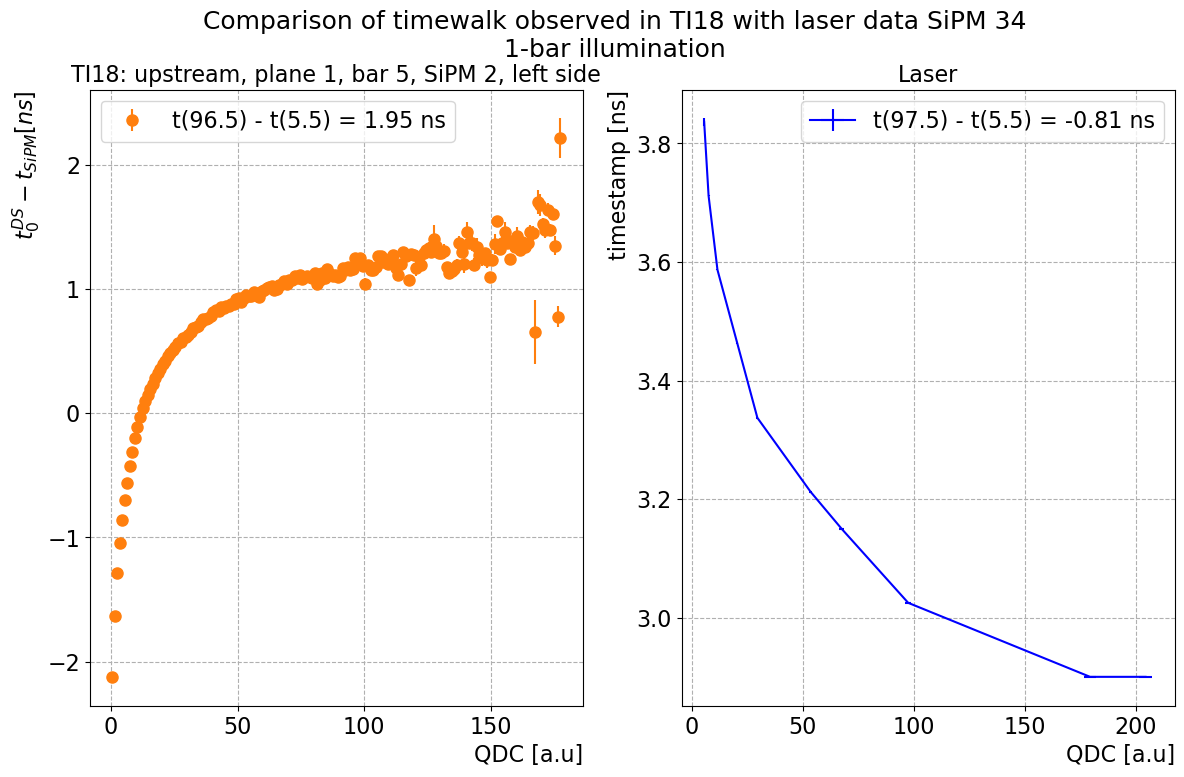 Comparison of timewalk observed in TI18 with laser data SiPM 34
1-bar illumination
TI18: upstream, plane 1, bar 5, SiPM 2, left side
t(96.5) - t(5.5) = 1.95 ns
t₀ᴰˢ − t_SiPM[ns]
2
1
0
−1
−2
0
50
100
150
QDC [a.u]
Laser
t(97.5) - t(5.5) = -0.81 ns
timestamp [ns]
3.8
3.6
3.4
3.2
3.0
0
50
100
150
200
QDC [a.u]